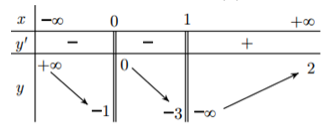 x −∞ 0 1 +∞
y′ − − +
+∞ 0 2
y
−1 −3 −∞